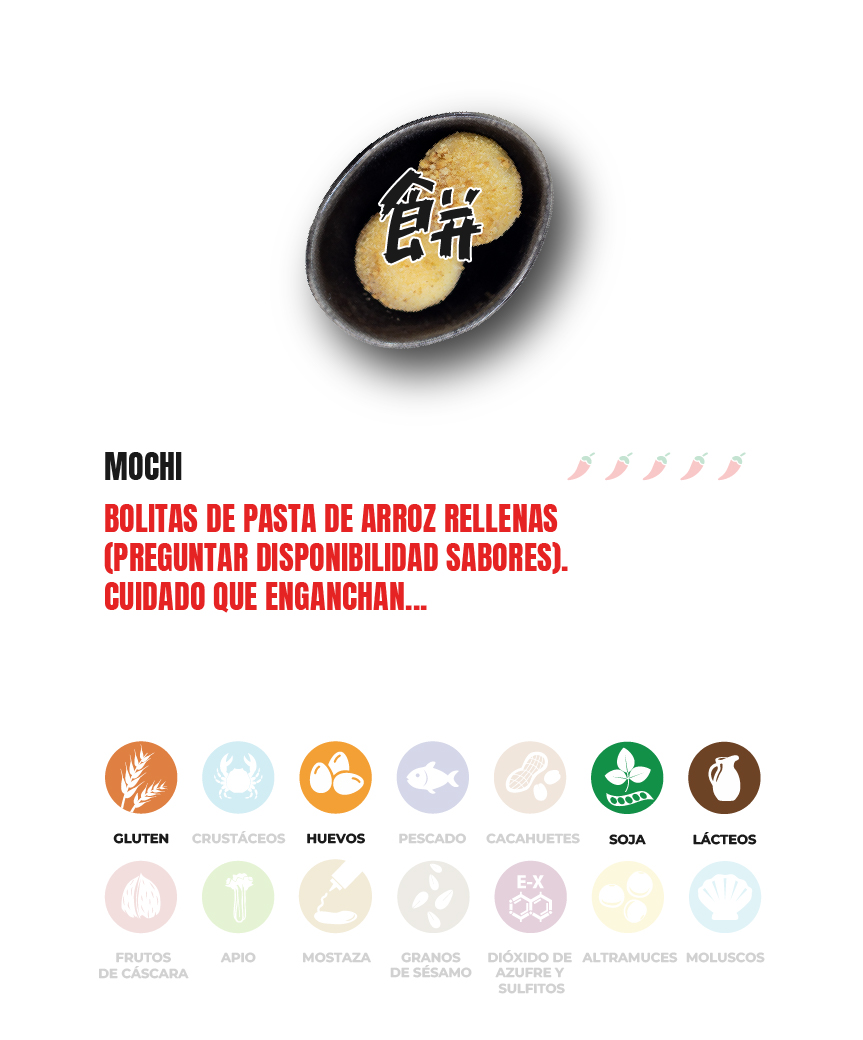 餅
MOCHI
BOLITAS DE PASTA DE ARROZ RELLENAS
(PREGUNTAR DISPONIBILIDAD SABORES).
CUIDADO QUE ENGANCHAN...
GLUTEN
CRUSTÁCEOS
HUEVOS
PESCADO
CACAHUETES
SOJA
LÁCTEOS
E-X
FRUTOS
DE CÁSCARA
APIO
MOSTAZA
GRANOS
DE SÉSAMO
DIÓXIDO DE
AZUFRE Y
SULFITOS
ALTRAMUCES
MOLUSCOS